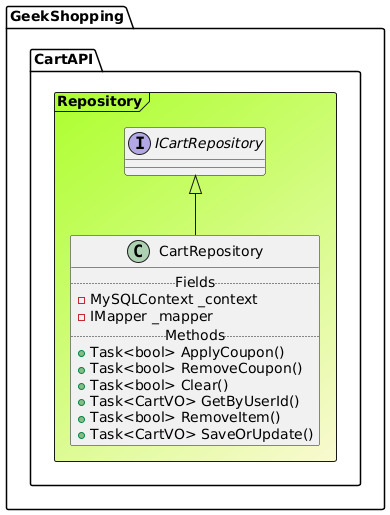 GeekShopping
CartAPI
Repository
I ICartRepository
C CartRepository
Fields
MySQLContext _context
IMapper _mapper
Methods
Task<bool> ApplyCoupon()
Task<bool> RemoveCoupon()
Task<bool> Clear()
Task<CartVO> GetByUserId()
Task<bool> RemoveItem()
Task<CartVO> SaveOrUpdate()